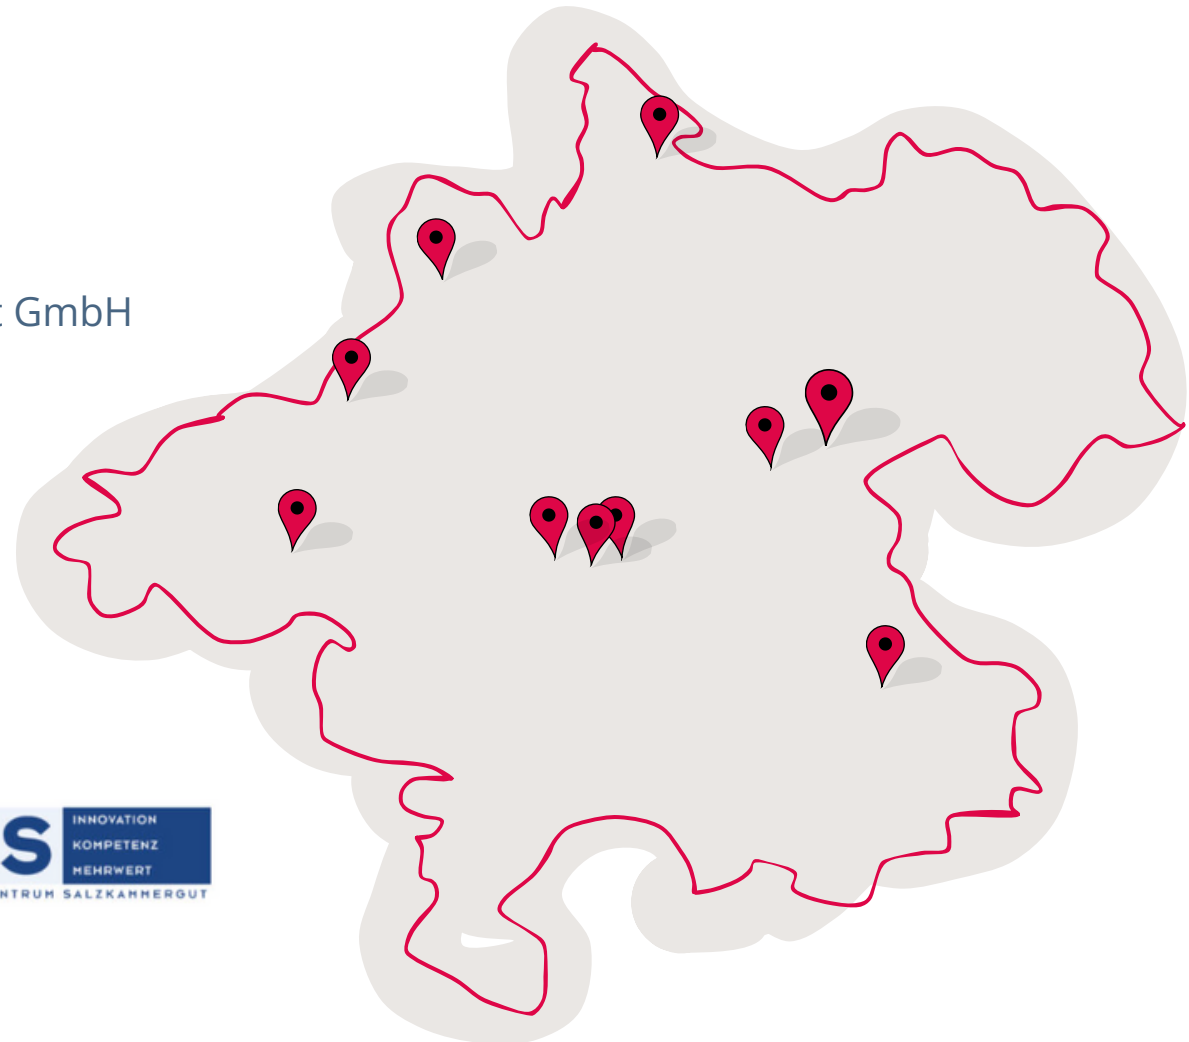 GmbH
S
INNOVATION
KOMPETENZ
MEHRWERT
NTRUM SALZKAMMERGUT